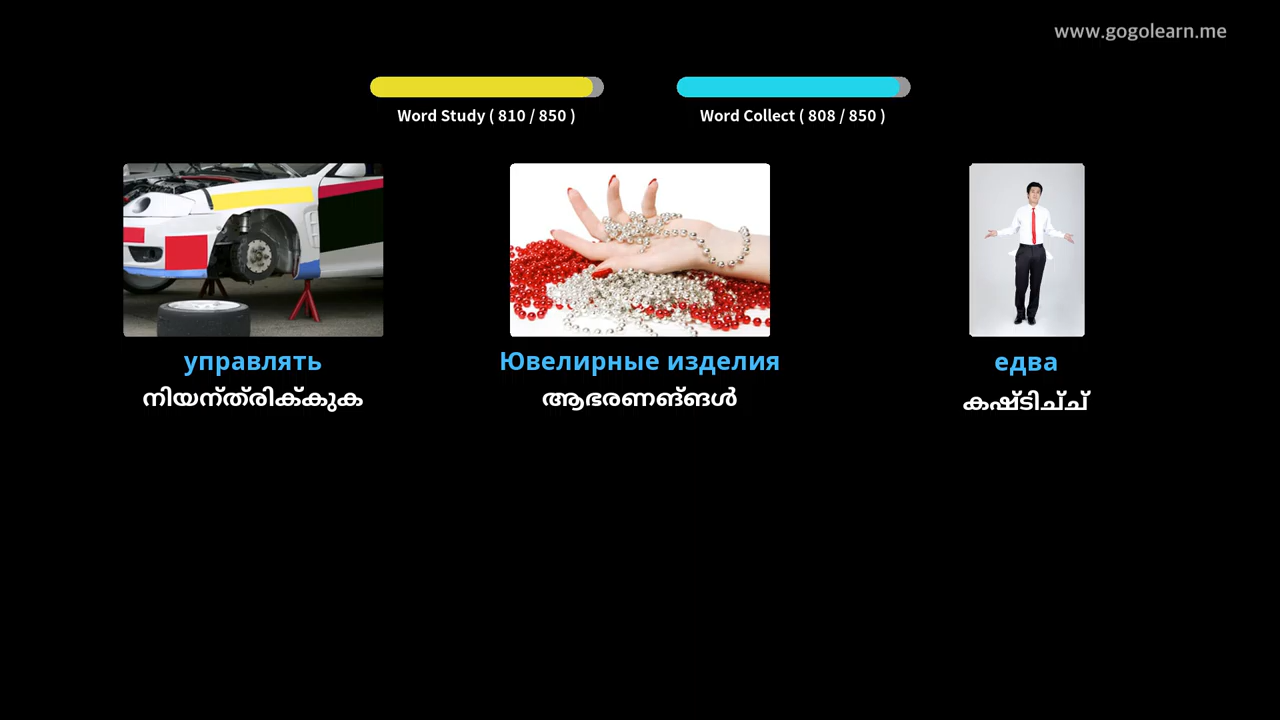 www.gogolearn.me
Word Study ( 810 / 850 )
Word Collect ( 808 / 850 )
управлять
Ювелирные изделия
едва
നിയന്ത്രിക്കുക
ആഭരണങ്ങൾ
കഷ്ടിച്ച്